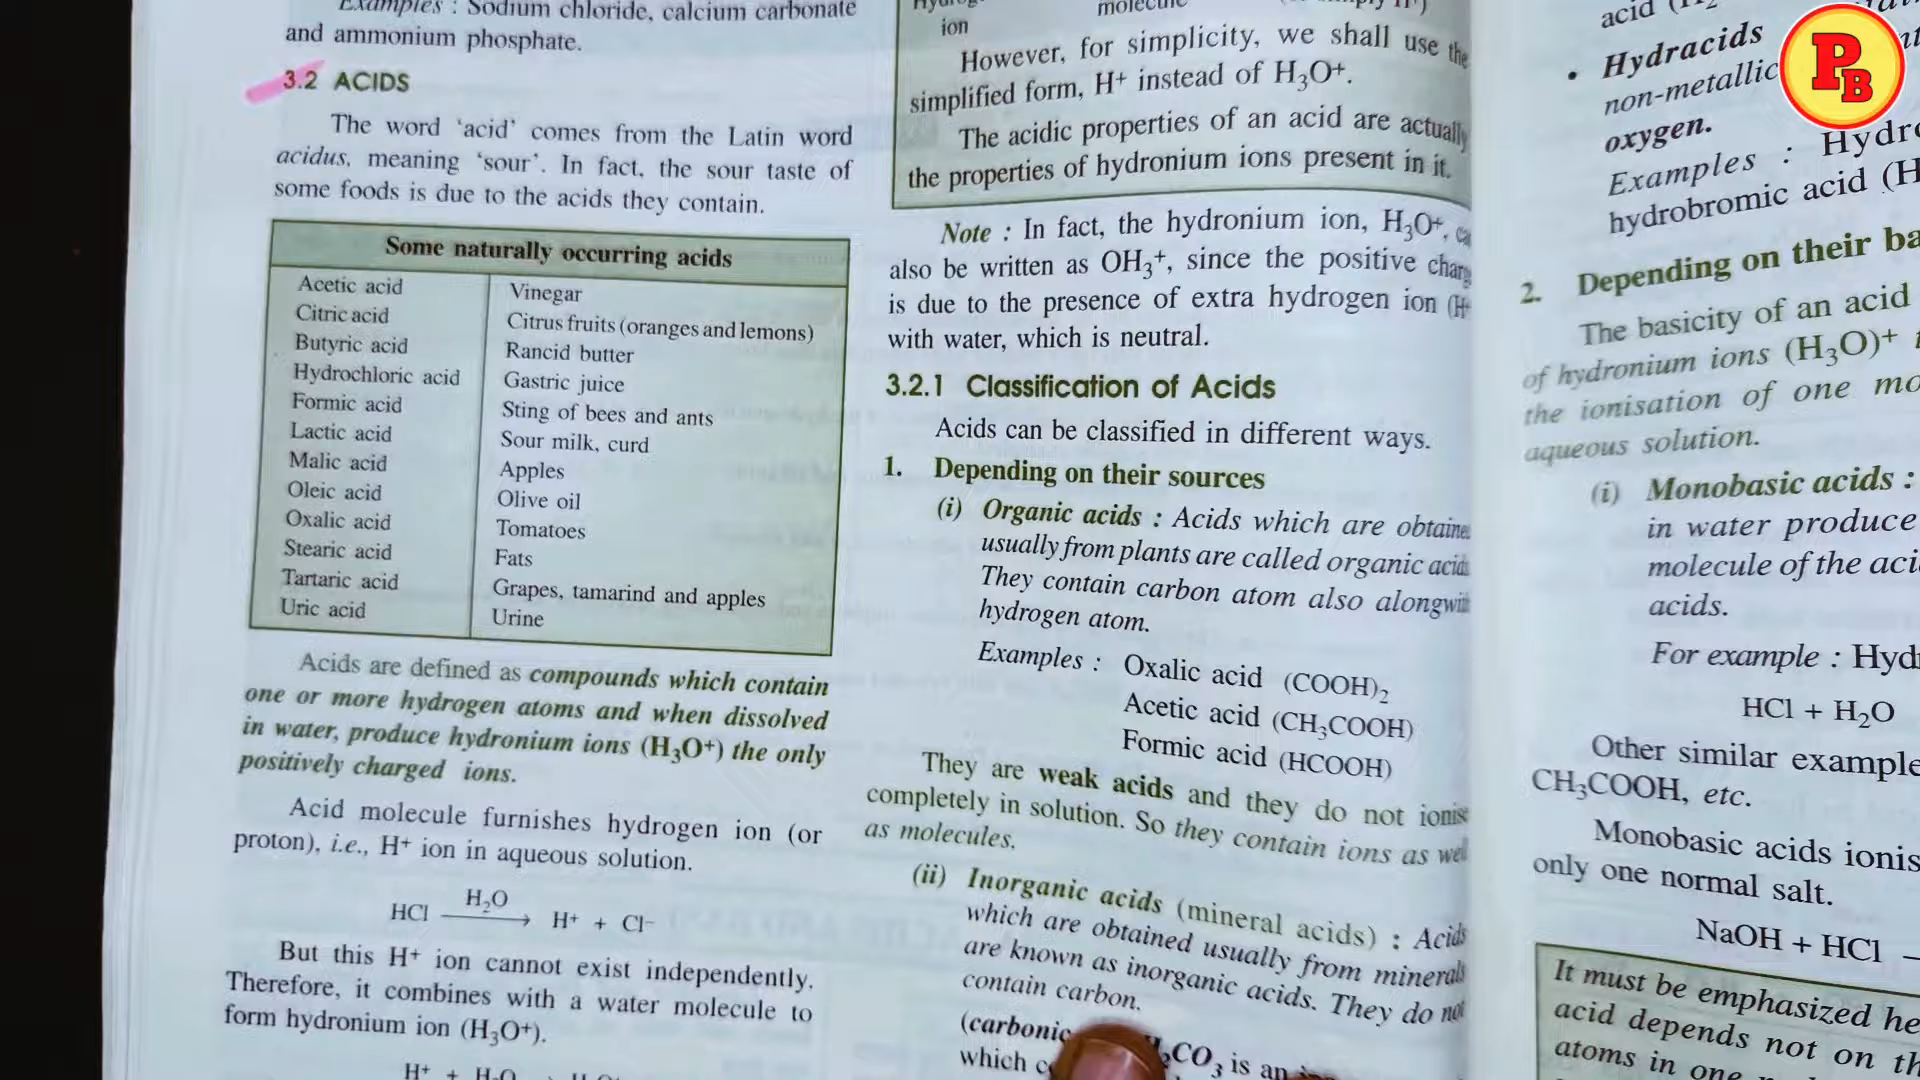 Examples : Sodium chloride, calcium carbonate
and ammonium phosphate.
3.2 ACIDS
The word ‘acid’ comes from the Latin word
acidus, meaning ‘sour’. In fact, the sour taste of
some foods is due to the acids they contain.
Some naturally occurring acids
Acetic acid Vinegar
Citric acid Citrus fruits (oranges and lemons)
Butyric acid Rancid butter
Hydrochloric acid Gastric juice
Formic acid Sting of bees and ants
Lactic acid Sour milk, curd
Malic acid Apples
Oleic acid Olive oil
Oxalic acid Tomatoes
Stearic acid Fats
Tartaric acid Grapes, tamarind and apples
Uric acid Urine
Acids are defined as compounds which contain
one or more hydrogen atoms and when dissolved
in water, produce hydronium ions (H₃O⁺) the only
positively charged ions.
Acid molecule furnishes hydrogen ion (or
proton), i.e., H⁺ ion in aqueous solution.
HCl H₂O → H⁺ + Cl⁻
But this H⁺ ion cannot exist independently.
Therefore, it combines with a water molecule to
form hydronium ion (H₃O⁺).
H⁺ + H₂O
ion molecule
However, for simplicity, we shall use the
simplified form, H⁺ instead of H₃O⁺.
The acidic properties of an acid are actually
the properties of hydronium ions present in it.
Note : In fact, the hydronium ion, H₃O⁺,
also be written as OH₃⁺, since the positive charg
is due to the presence of extra hydrogen ion (H⁺
with water, which is neutral.
3.2.1 Classification of Acids
Acids can be classified in different ways.
1. Depending on their sources
(i) Organic acids : Acids which are obtained
usually from plants are called organic acids.
They contain carbon atom also alongwith
hydrogen atom.
Examples : Oxalic acid (COOH)₂
Acetic acid (CH₃COOH)
Formic acid (HCOOH)
They are weak acids and they do not ionise
completely in solution. So they contain ions as well
as molecules.
(ii) Inorganic acids (mineral acids) : Acids
which are obtained usually from minerals
are known as inorganic acids. They do not
contain carbon.
(carbonic CO₃ is an
which
acid
• Hydracids
non-metallic
oxygen.
Examples : Hydro
hydrobromic acid (H
2. Depending on their ba
The basicity of an acid
of hydronium ions (H₃O)⁺
the ionisation of one mo
aqueous solution.
(i) Monobasic acids :
in water produce
molecule of the aci
acids.
For example : Hyd
HCl + H₂O
Other similar example
CH₃COOH, etc.
Monobasic acids ionis
only one normal salt.
NaOH + HCl
It must be emphasized he
acid depends not on th
atoms in one
PB